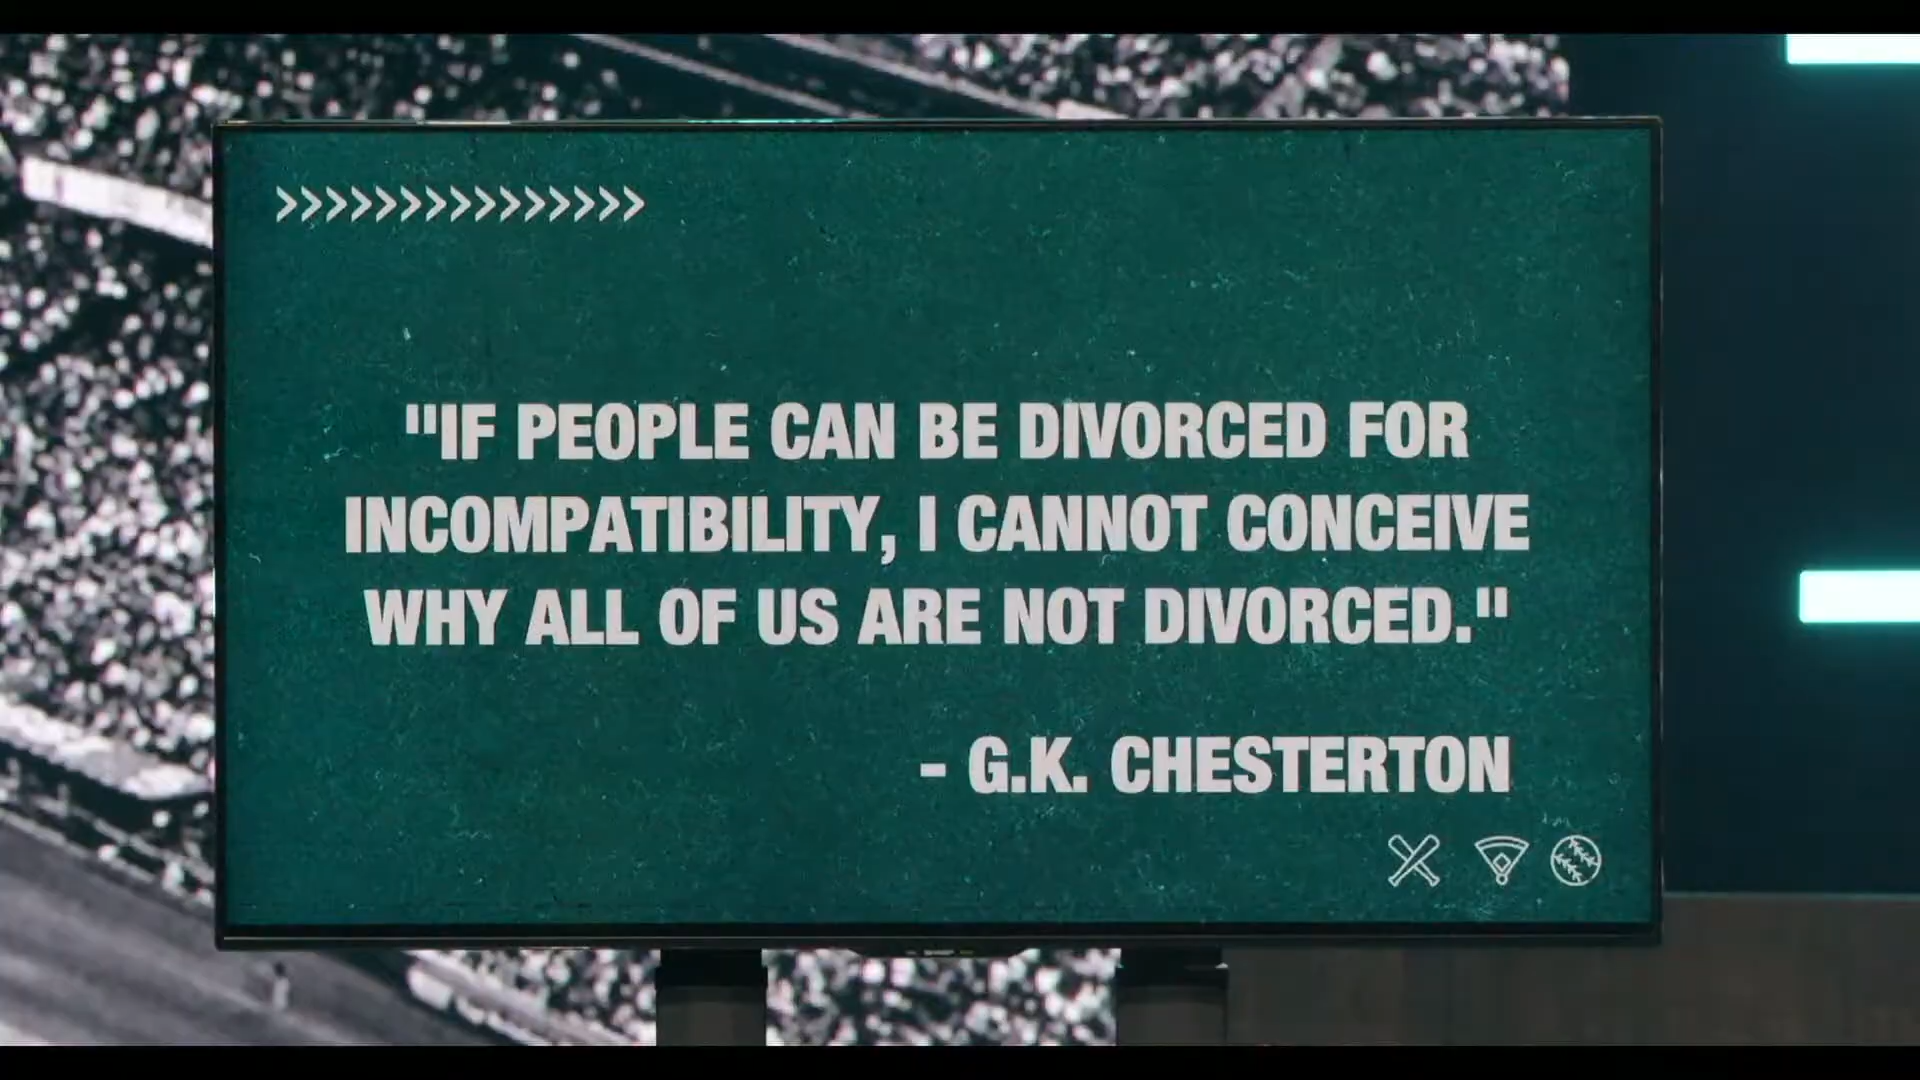 >>>>>>>>>>>>>>>
"IF PEOPLE CAN BE DIVORCED FOR
INCOMPATIBILITY, I CANNOT CONCEIVE
WHY ALL OF US ARE NOT DIVORCED."
- G.K. CHESTERTON